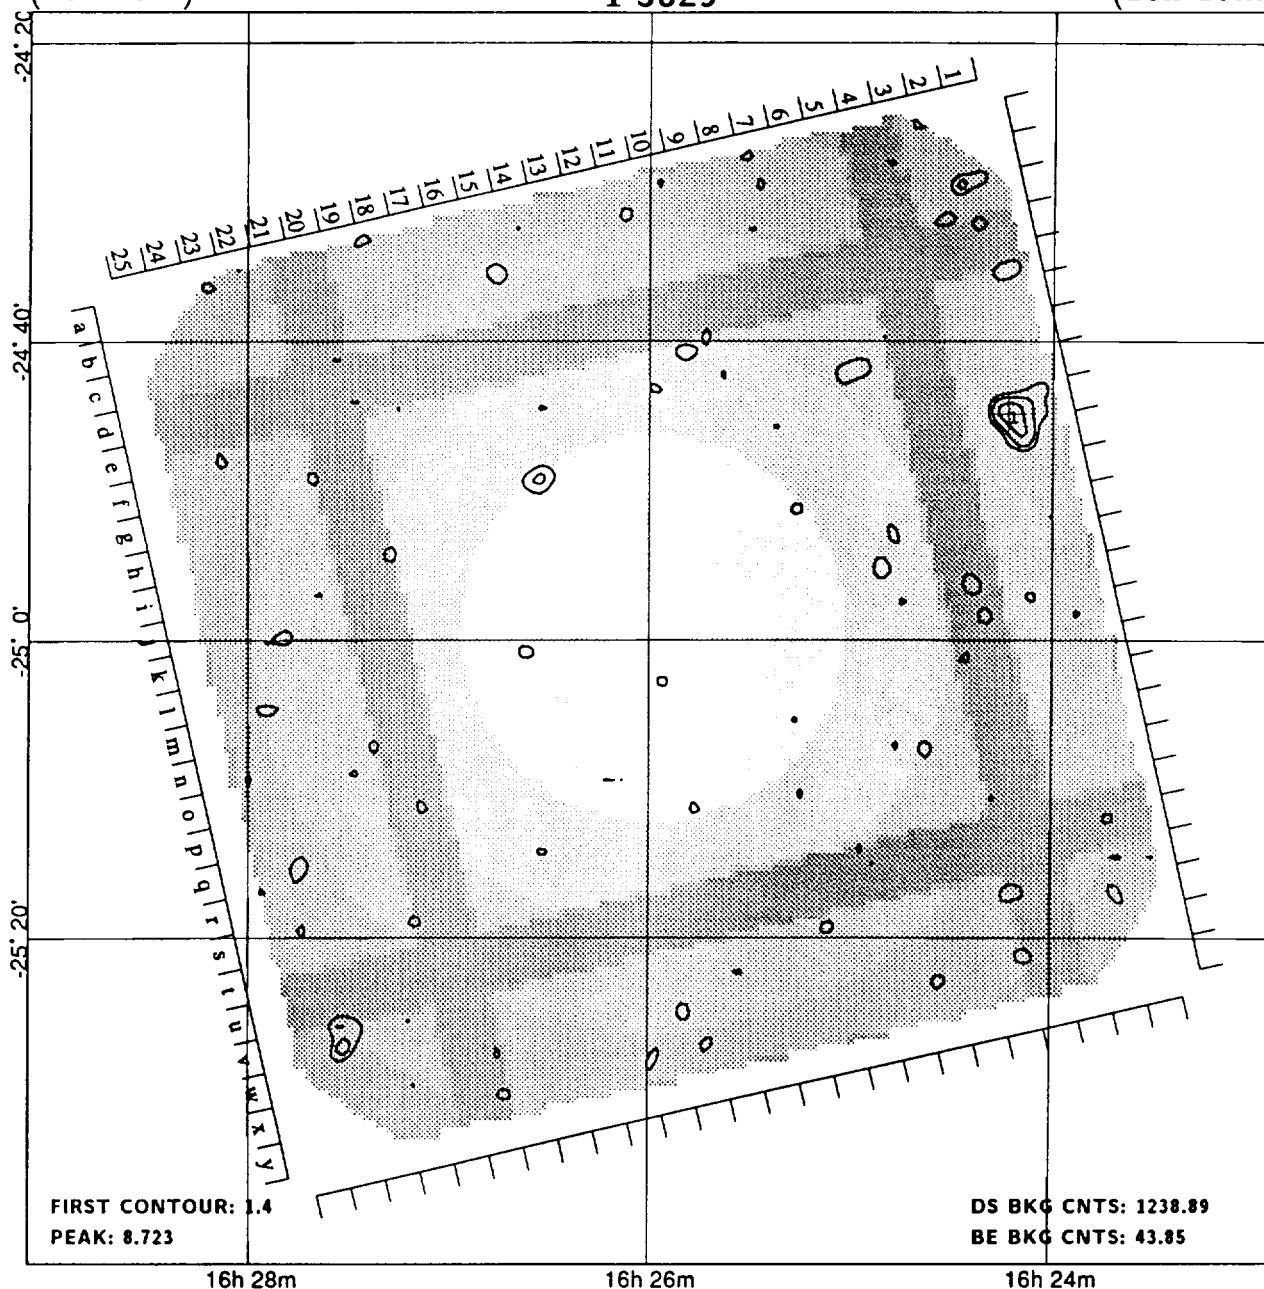 -24° 20
1 2 3 4 5 6 7 8 9 10 11 12 13 14 15 16 17 18 19 20 21 22 23 24 25
-24° 40'
a b c d e f g h i j k l m n o p q r s t u v w x y
-25° 0'
-25° 20'
FIRST CONTOUR: 1.4
PEAK: 8.723
DS BKG CNTS: 1238.89
BE BKG CNTS: 43.85
16h 28m 16h 26m 16h 24m